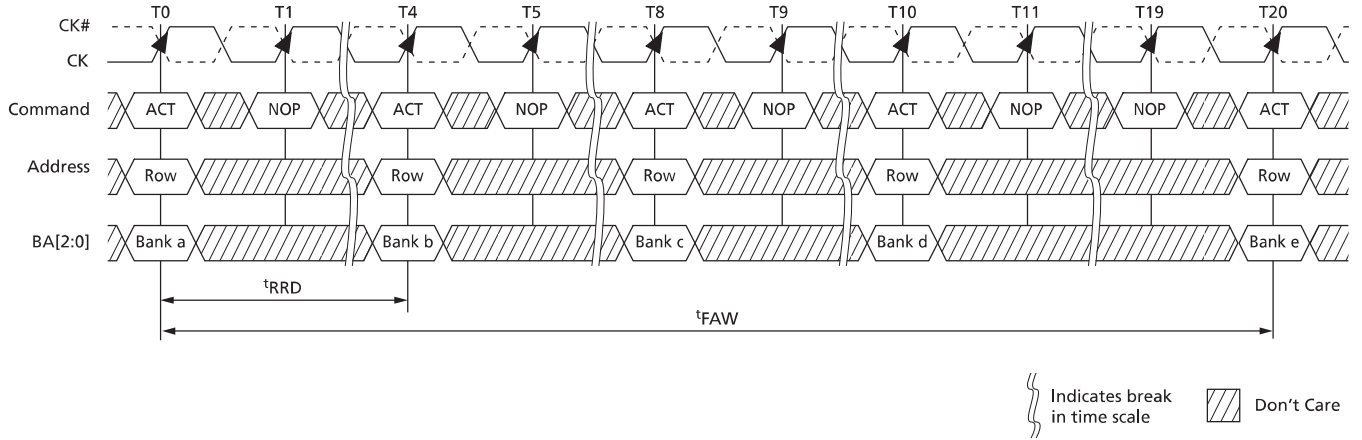 T0 T1 T4 T5 T8 T9 T10 T11 T19 T20
CK#
CK
Command ACT NOP ACT NOP ACT NOP ACT NOP NOP ACT
Address Row Row Row Row Row
BA[2:0] Bank a Bank b Bank c Bank d Bank e
tRRD
tFAW
Indicates break
in time scale
Don't Care